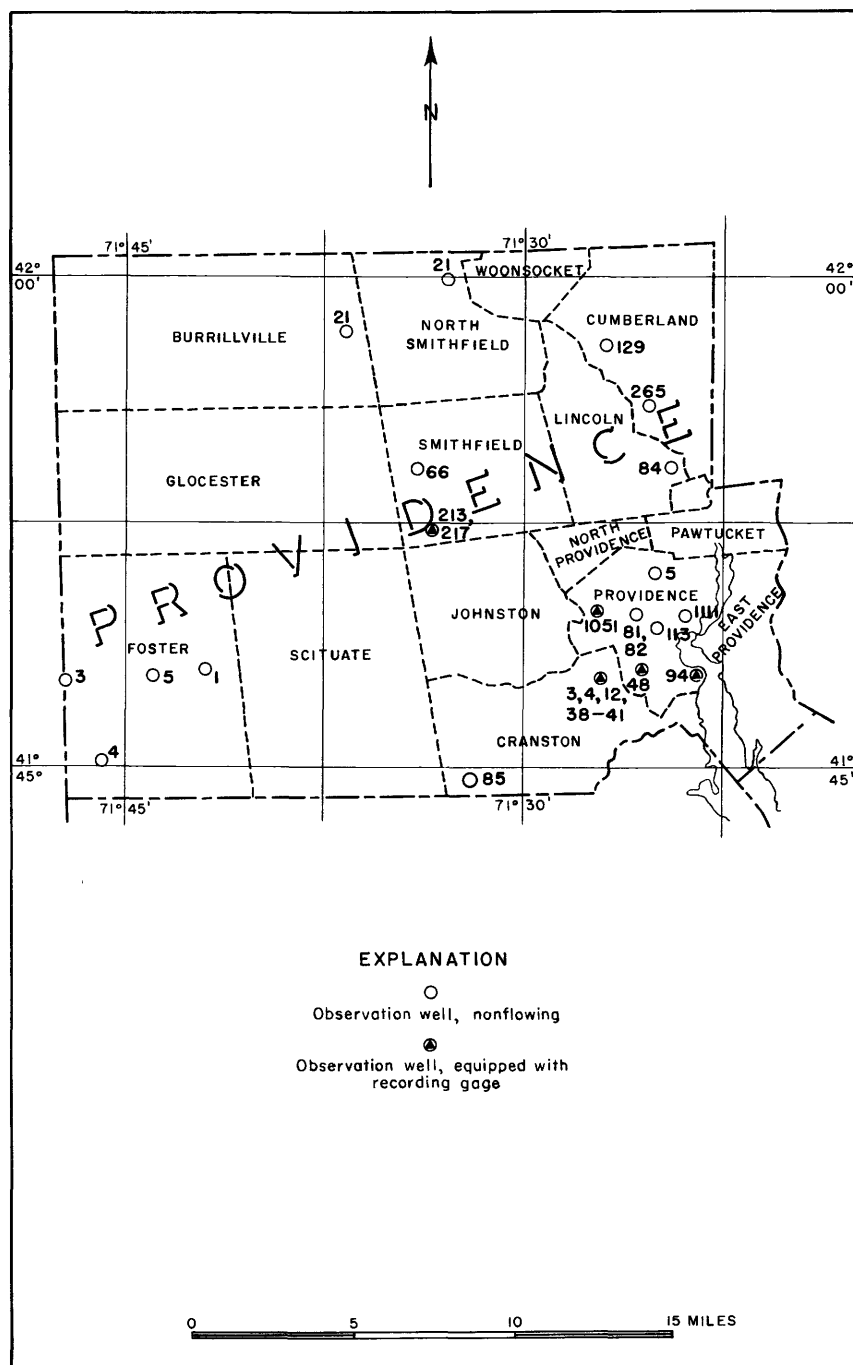 N
71° 45'
71° 30'
42°
00'
42°
00'
21
WOONSOCKET
21
BURRILLVILLE
NORTH
SMITHFIELD
CUMBERLAND
129
265
LINCOLN
SMITHFIELD
66
84
GLOCESTER
213,
217
PROVIDENCE
NORTH
PROVIDENCE
PAWTUCKET
5
PROVIDENCE
JOHNSTON
1051
81,
82
113
1111
EAST
PROVIDENCE
FOSTER
SCITUATE
3
5
1
3, 4, 12,
38-41
48
94
CRANSTON
4
85
41°
45'
41°
45'
71° 45'
71° 30'
EXPLANATION
Observation well, nonflowing
Observation well, equipped with
recording gage
0 5 10 15 MILES